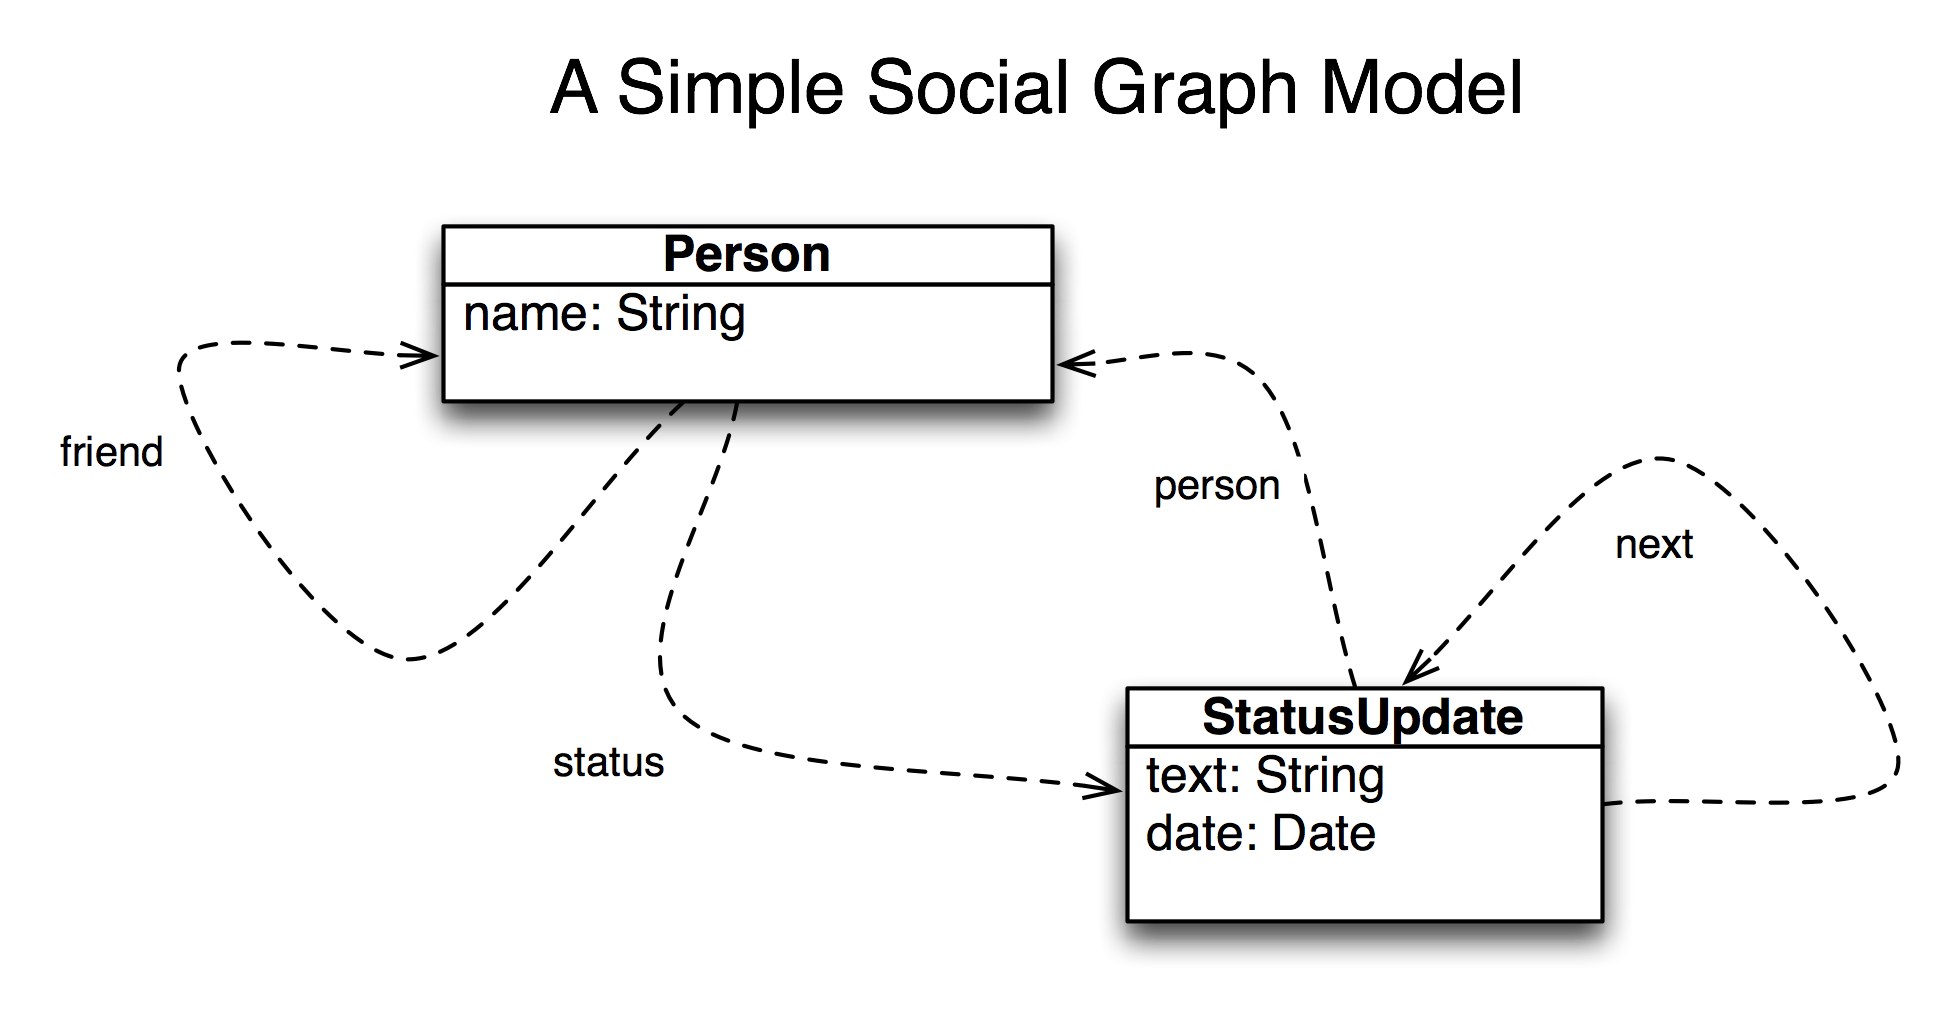 A Simple Social Graph Model
Person
name: String
friend
person
next
status
StatusUpdate
text: String
date: Date